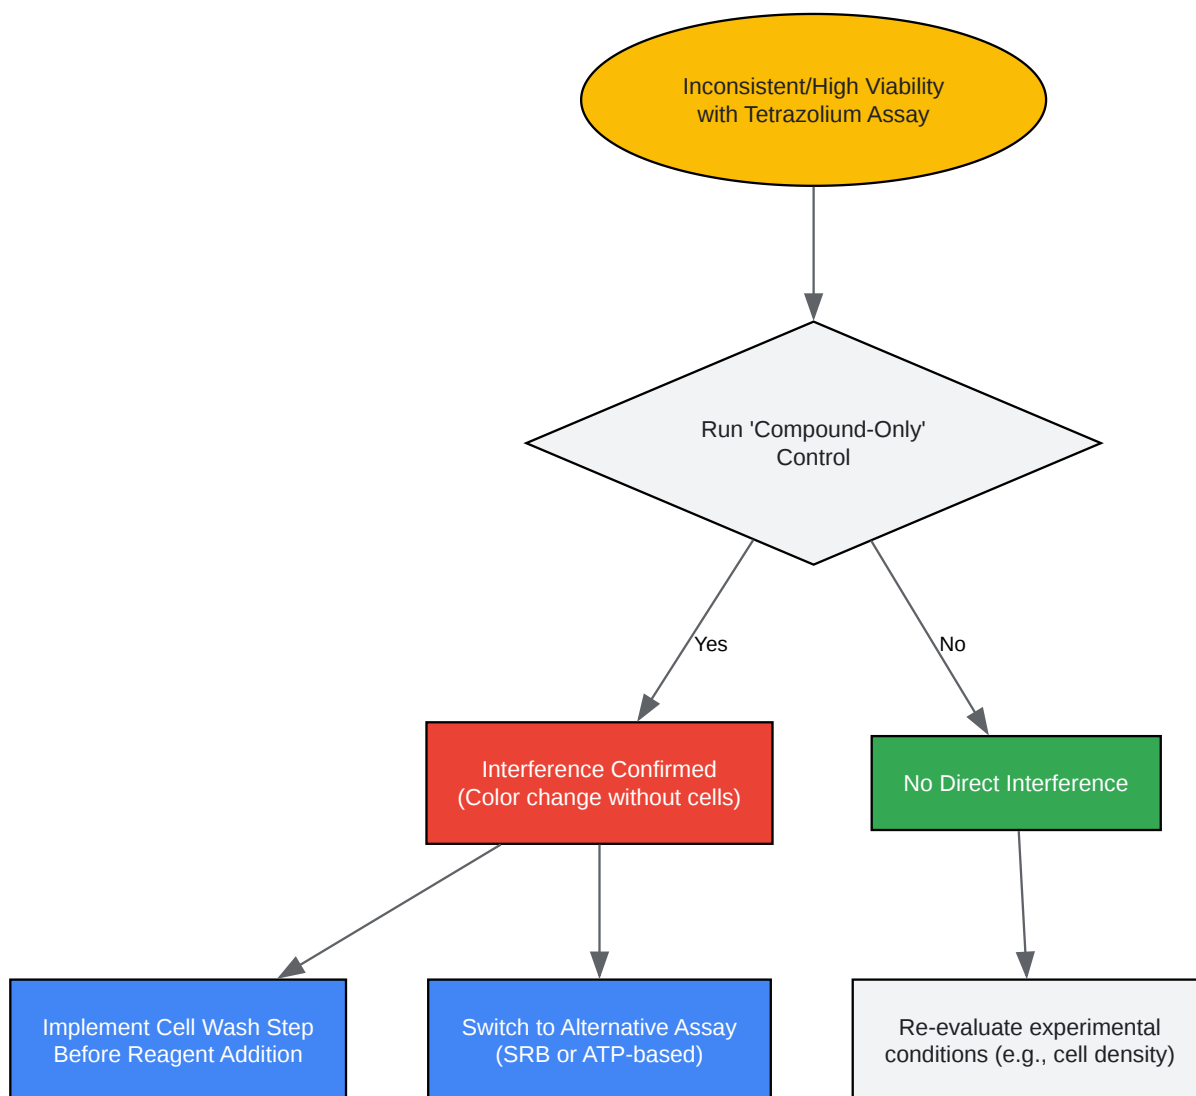 Inconsistent/High Viability
with Tetrazolium Assay
Run 'Compound-Only'
Control
Yes
No
Interference Confirmed
(Color change without cells)
No Direct Interference
Implement Cell Wash Step
Before Reagent Addition
Switch to Alternative Assay
(SRB or ATP-based)
Re-evaluate experimental
conditions (e.g., cell density)